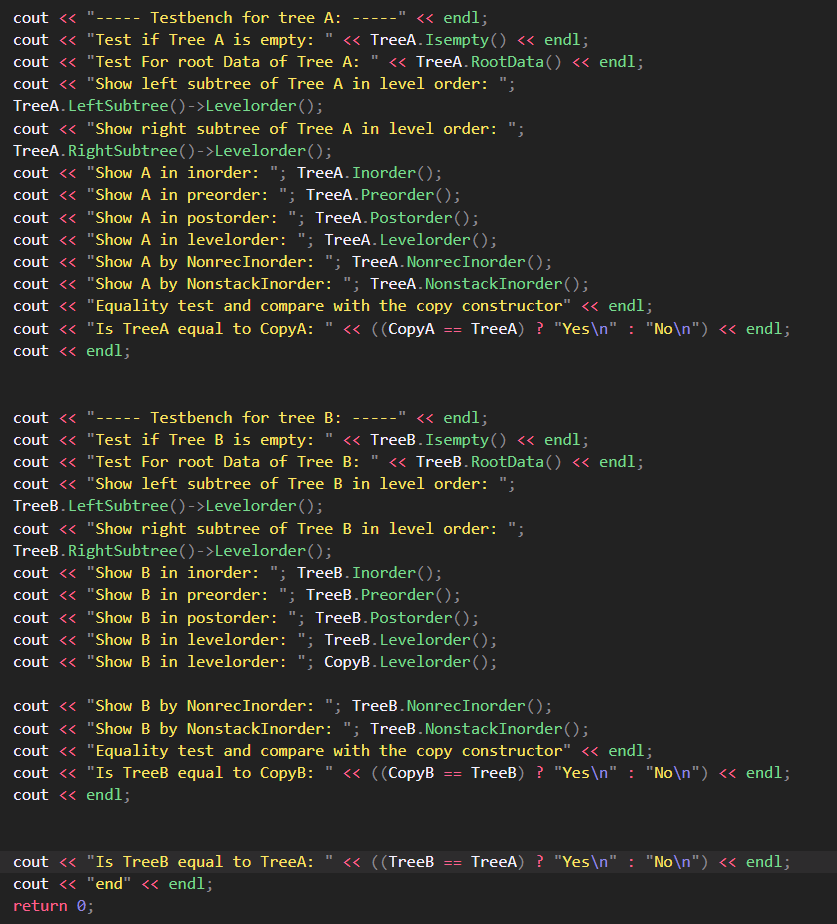 cout << "----- Testbench for tree A: -----" << endl;
cout << "Test if Tree A is empty: " << TreeA.Isempty() << endl;
cout << "Test For root Data of Tree A: " << TreeA.RootData() << endl;
cout << "Show left subtree of Tree A in level order: ";
TreeA.LeftSubtree()->Levelorder();
cout << "Show right subtree of Tree A in level order: ";
TreeA.RightSubtree()->Levelorder();
cout << "Show A in inorder: "; TreeA.Inorder();
cout << "Show A in preorder: "; TreeA.Preorder();
cout << "Show A in postorder: "; TreeA.Postorder();
cout << "Show A in levelorder: "; TreeA.Levelorder();
cout << "Show A by NonrecInorder: "; TreeA.NonrecInorder();
cout << "Show A by NonstackInorder: "; TreeA.NonstackInorder();
cout << "Equality test and compare with the copy constructor" << endl;
cout << "Is TreeA equal to CopyA: " << ((CopyA == TreeA) ? "Yes\n" : "No\n") << endl;
cout << endl;
cout << "----- Testbench for tree B: -----" << endl;
cout << "Test if Tree B is empty: " << TreeB.Isempty() << endl;
cout << "Test For root Data of Tree B: " << TreeB.RootData() << endl;
cout << "Show left subtree of Tree B in level order: ";
TreeB.LeftSubtree()->Levelorder();
cout << "Show right subtree of Tree B in level order: ";
TreeB.RightSubtree()->Levelorder();
cout << "Show B in inorder: "; TreeB.Inorder();
cout << "Show B in preorder: "; TreeB.Preorder();
cout << "Show B in postorder: "; TreeB.Postorder();
cout << "Show B in levelorder: "; TreeB.Levelorder();
cout << "Show B in levelorder: "; CopyB.Levelorder();
cout << "Show B by NonrecInorder: "; TreeB.NonrecInorder();
cout << "Show B by NonstackInorder: "; TreeB.NonstackInorder();
cout << "Equality test and compare with the copy constructor" << endl;
cout << "Is TreeB equal to CopyB: " << ((CopyB == TreeB) ? "Yes\n" : "No\n") << endl;
cout << endl;
cout << "Is TreeB equal to TreeA: " << ((TreeB == TreeA) ? "Yes\n" : "No\n") << endl;
cout << "end" << endl;
return 0;